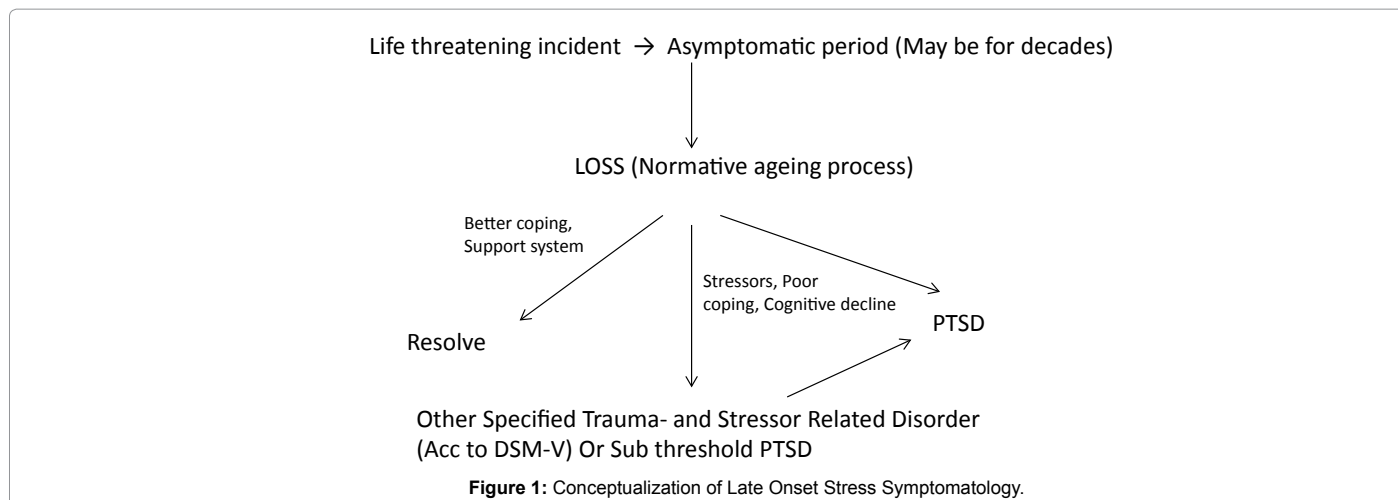 Life threatening incident → Asymptomatic period (May be for decades)
LOSS (Normative ageing process)
Better coping,
Support system
Stressors, Poor
coping, Cognitive decline
PTSD
Resolve
Other Specified Trauma- and Stressor Related Disorder
(Acc to DSM-V) Or Sub threshold PTSD
Figure 1: Conceptualization of Late Onset Stress Symptomatology.